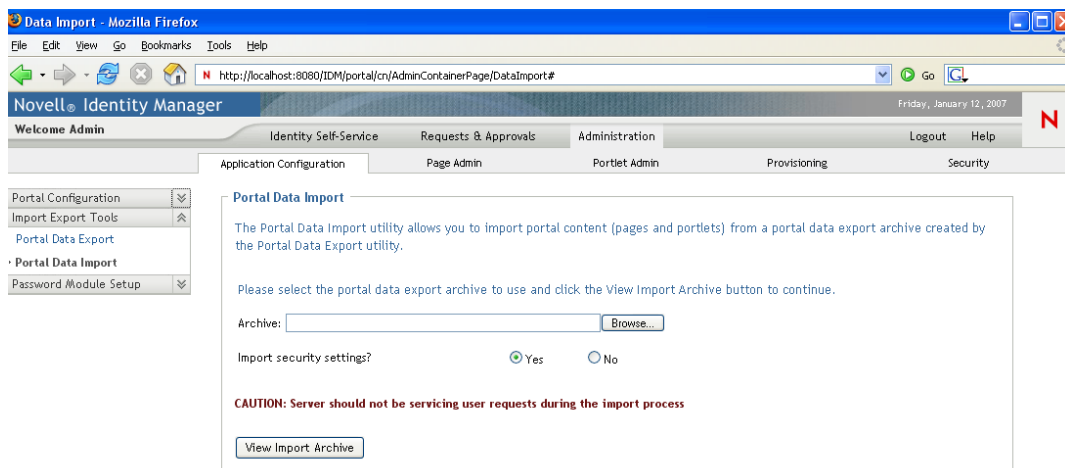 Data Import - Mozilla Firefox
File Edit View Go Bookmarks Tools Help
N http://localhost:8080/IDM/portal/cn/AdminContainerPage/DataImport# Go G
Novell® Identity Manager Friday, January 12, 2007
N
Welcome Admin Identity Self-Service Requests & Approvals Administration Logout Help
Application Configuration Page Admin Portlet Admin Provisioning Security
Portal Configuration
Import Export Tools
Portal Data Export
Portal Data Import
Password Module Setup
Portal Data Import
The Portal Data Import utility allows you to import portal content (pages and portlets) from a portal data export archive created by
the Portal Data Export utility.
Please select the portal data export archive to use and click the View Import Archive button to continue.
Archive: Browse...
Import security settings? Yes No
CAUTION: Server should not be servicing user requests during the import process
View Import Archive